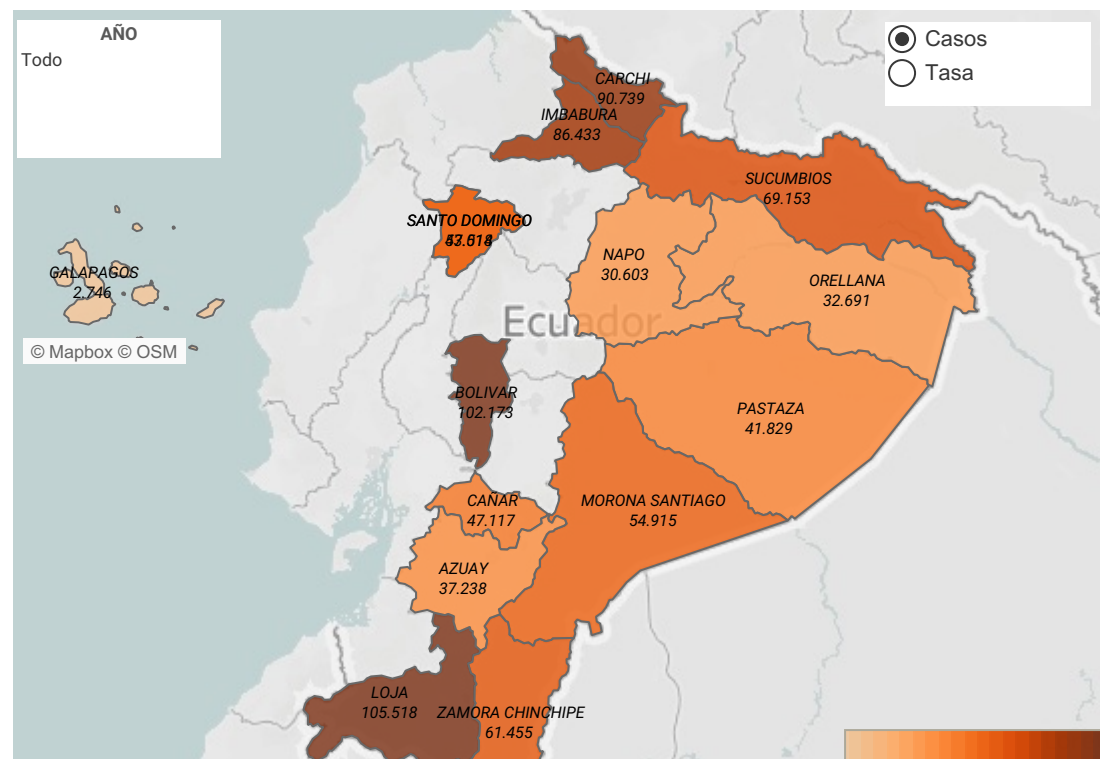 AÑO
Todo
Casos
Tasa
CARCHI
90.739
IMBABURA
86.433
SUCUMBIOS
69.153
SANTO DOMINGO
NAPO
30.603
ORELLANA
32.691
GALAPAGOS
2.746
Ecuador
© Mapbox © OSM
BOLIVAR
102.173
PASTAZA
41.829
CAÑAR
47.117
MORONA SANTIAGO
54.915
AZUAY
37.238
LOJA
105.518
ZAMORA CHINCHIPE
61.455